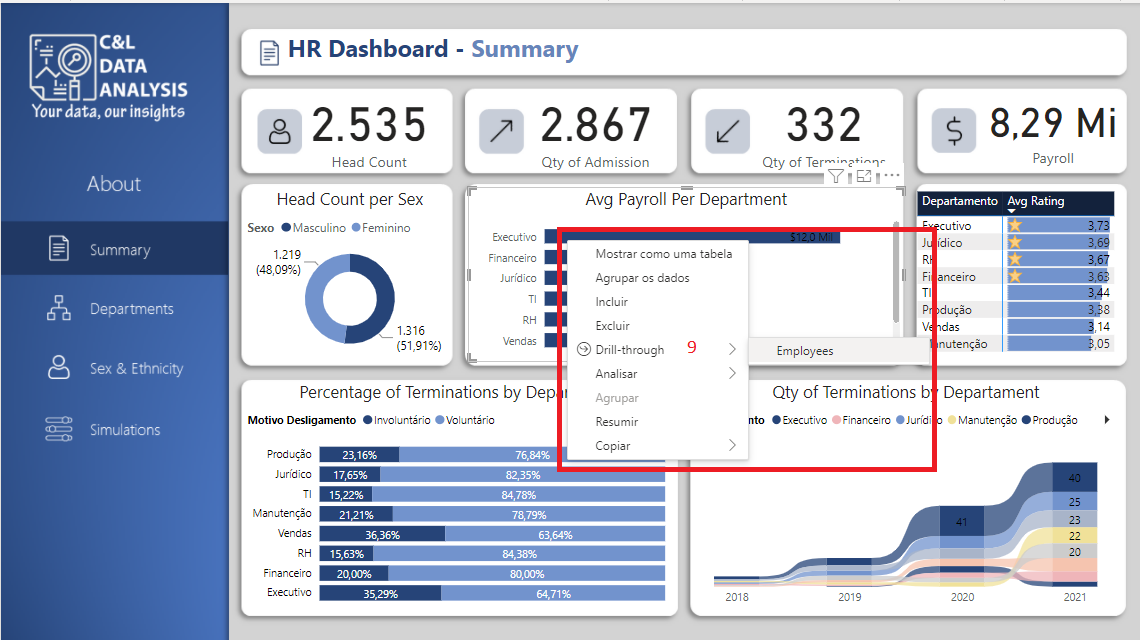 C&L
DATA
ANALYSIS
Your data, our insights
About
Summary
Departments
Sex & Ethnicity
Simulations
HR Dashboard - Summary
2.535
Head Count
2.867
Qty of Admission
332
Qty of Terminations
8,29 Mi
Payroll
Head Count per Sex
Sexo Masculino Feminino
1.219
(48,09%)
1.316
(51,91%)
Avg Payroll Per Department
Executivo $12,0 Mil
Financeiro
Jurídico
TI
RH
Vendas
Mostrar como uma tabela
Agrupar os dados
Incluir
Excluir
Drill-through 9
Employees
Analisar
Agrupar
Resumir
Copiar
Departamento Avg Rating
Executivo 3,73
Jurídico 3,69
RH 3,67
Financeiro 3,63
TI 3,44
Produção 3,38
Vendas 3,14
Manutenção 3,05
Percentage of Terminations by Depar
Motivo Desligamento Involuntário Voluntário
Produção 23,16% 76,84%
Jurídico 17,65% 82,35%
TI 15,22% 84,78%
Manutenção 21,21% 78,79%
Vendas 36,36% 63,64%
RH 15,63% 84,38%
Financeiro 20,00% 80,00%
Executivo 35,29% 64,71%
Qty of Terminations by Departament
nto Executivo Financeiro Jurídico Manutenção Produção
41
40
25
23
22
20
2018 2019 2020 2021